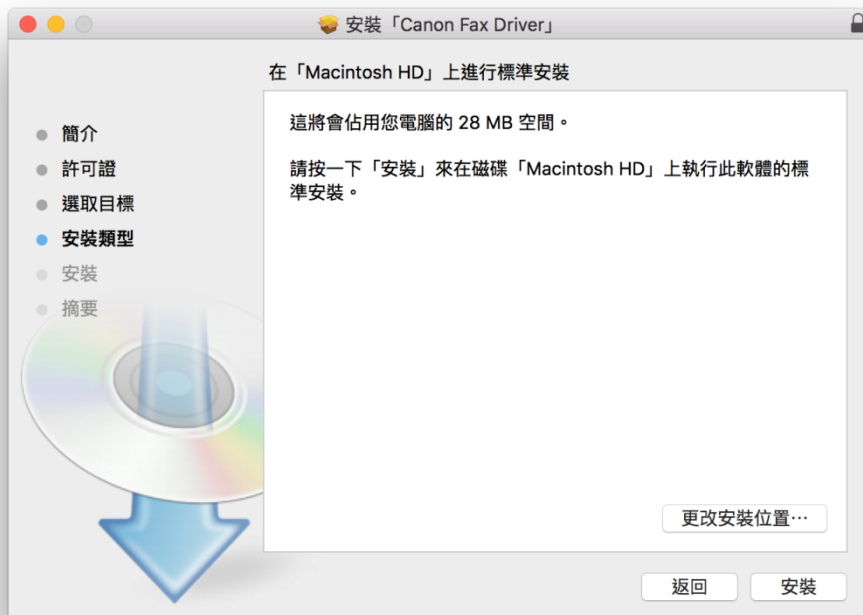 安裝「Canon Fax Driver」
在「Macintosh HD」上進行標準安裝
簡介
許可證
選取目標
安裝類型
安裝
摘要
這將會佔用您電腦的 28 MB 空間。
請按一下「安裝」來在磁碟「Macintosh HD」上執行此軟體的標
準安裝。
更改安裝位置⋯
返回
安裝